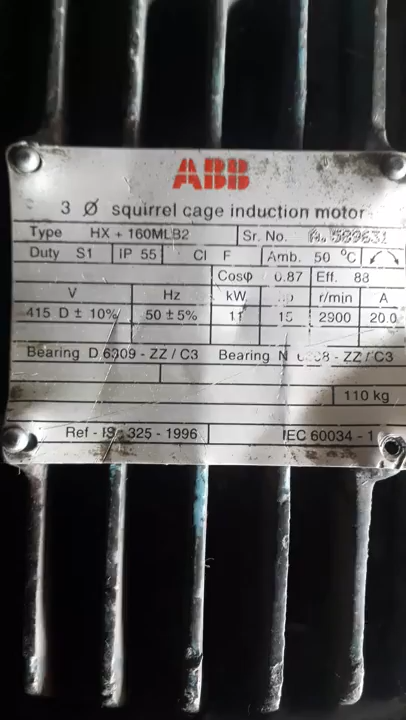 ABB
3 Ø squirrel cage induction motor
Type HX + 160MLB2 Sr. No. 589631
Duty S1 IP 55 Cl F Amb. 50 °C
Cosφ 0.87 Eff. 88
V Hz kW r/min A
415 D ± 10% 50 ± 5% 11 15 2900 20.0
Bearing D 6309 - ZZ / C3 Bearing N - ZZ / C3
110 kg
Ref - IS - 325 - 1996 IEC 60034 - 1